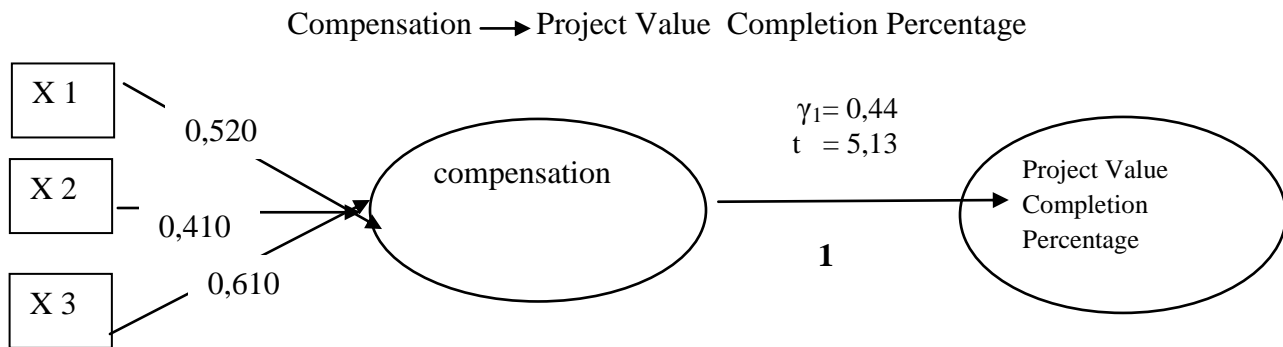 Compensation → Project Value Completion Percentage
X 1
0,520
X 2
0,410
X 3
0,610
compensation
γ₁= 0,44
t = 5,13
1
Project Value
Completion
Percentage